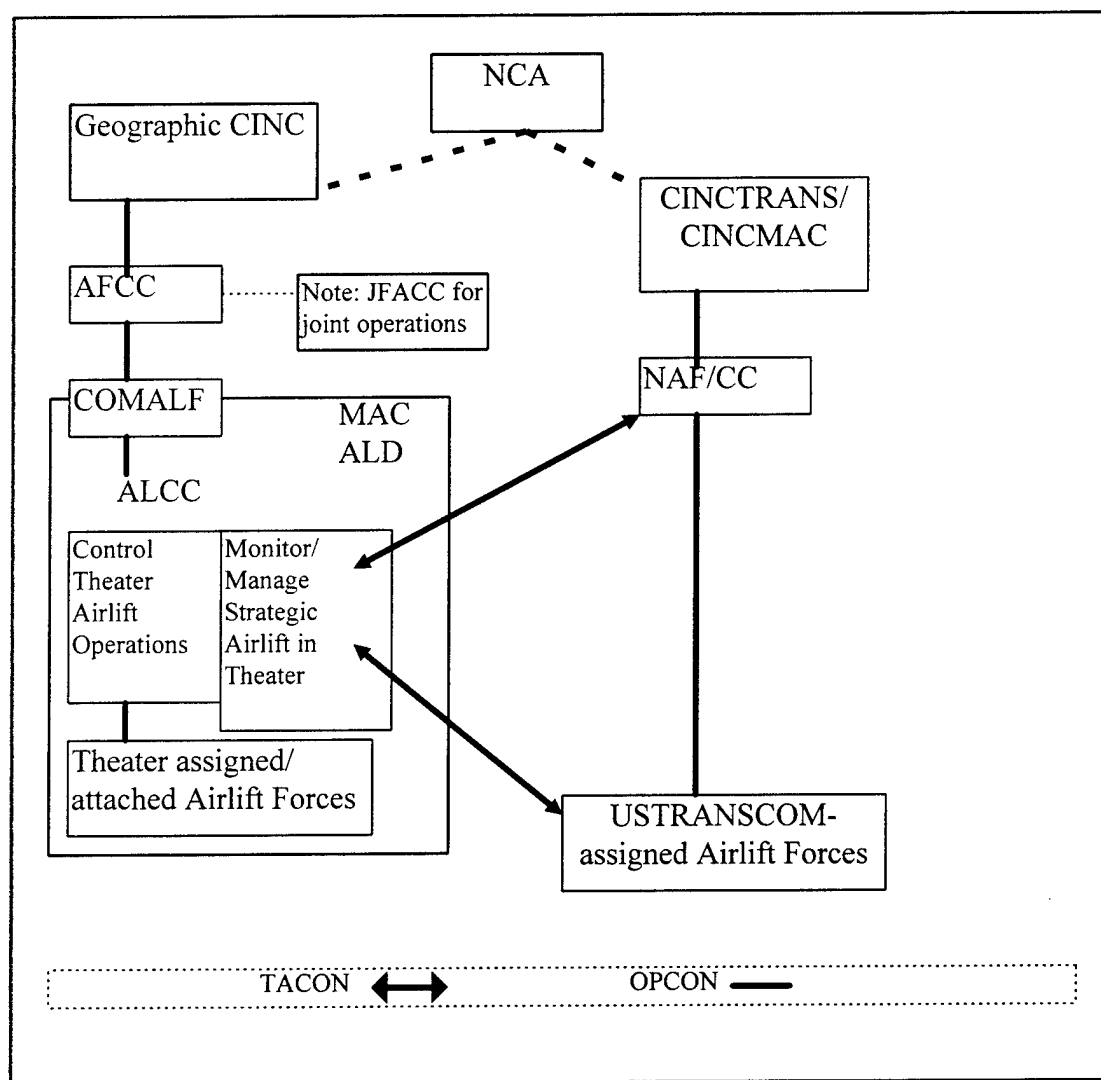 NCA
Geographic CINC
CINCTRANS/
CINCMAC
AFCC
Note: JFACC for
joint operations
NAF/CC
COMALF
MAC
ALD
ALCC
Control
Theater
Airlift
Operations
Monitor/
Manage
Strategic
Airlift in
Theater
Theater assigned/
attached Airlift Forces
USTRANSCOM-
assigned Airlift Forces
TACON
OPCON